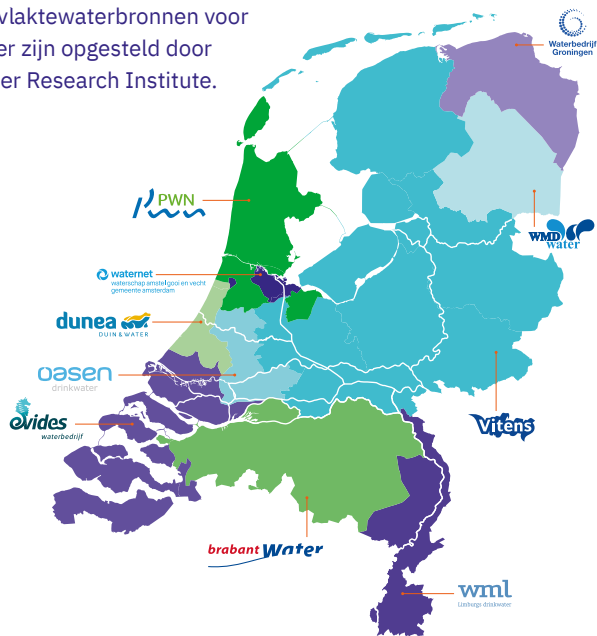 vlaktewaterbronnen voor
er zijn opgesteld door
er Research Institute.
Waterbedrijf
Groningen
PWN
WMD
water
waternet
waterschap amstel gooi en vecht
gemeente amsterdam
dunea
DUIN & WATER
oasen
drinkwater
evides
waterbedrijf
Vitens
brabant Water
wml
Limburgs drinkwater